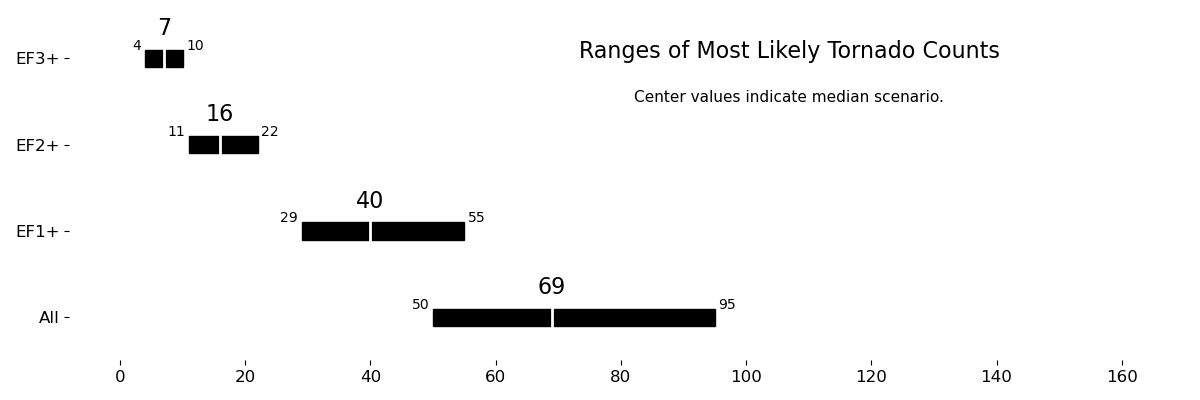 Ranges of Most Likely Tornado Counts
Center values indicate median scenario.
7
4 10
EF3+
16
11 22
EF2+
40
29 55
EF1+
69
50 95
All
0 20 40 60 80 100 120 140 160